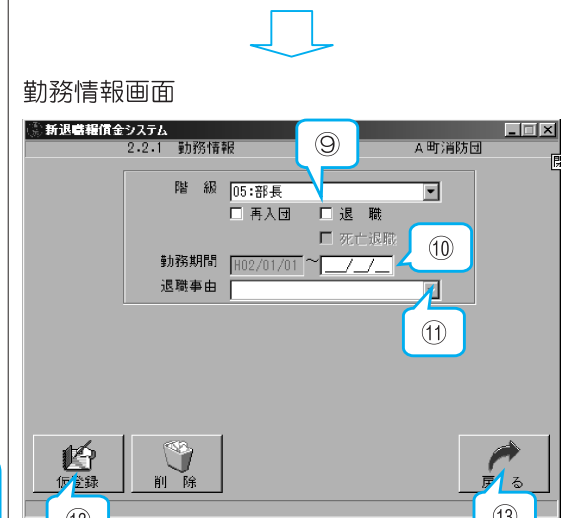 勤務情報画面
新退職報償金システム
2.2.1 勤務情報 A町消防団
⑨
階 級 05:部長
再入団 退 職
死亡退職
⑩
勤務期間 H02/01/01 ~ __/__/__
退職事由
⑪
仮登録 削 除 戻 る
⑫ ⑬